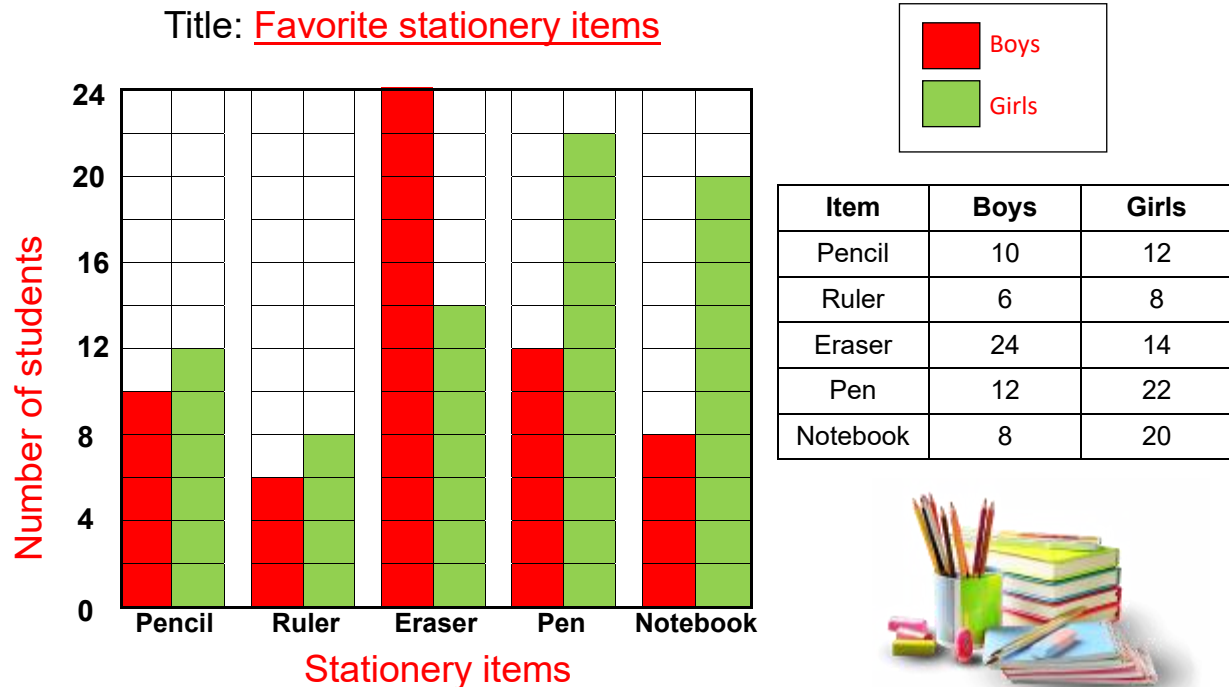 Title: Favorite stationery items
Boys
Girls
24
20
16
12
8
4
0
Number of students
Pencil Ruler Eraser Pen Notebook
Stationery items
Item Boys Girls
Pencil 10 12
Ruler 6 8
Eraser 24 14
Pen 12 22
Notebook 8 20